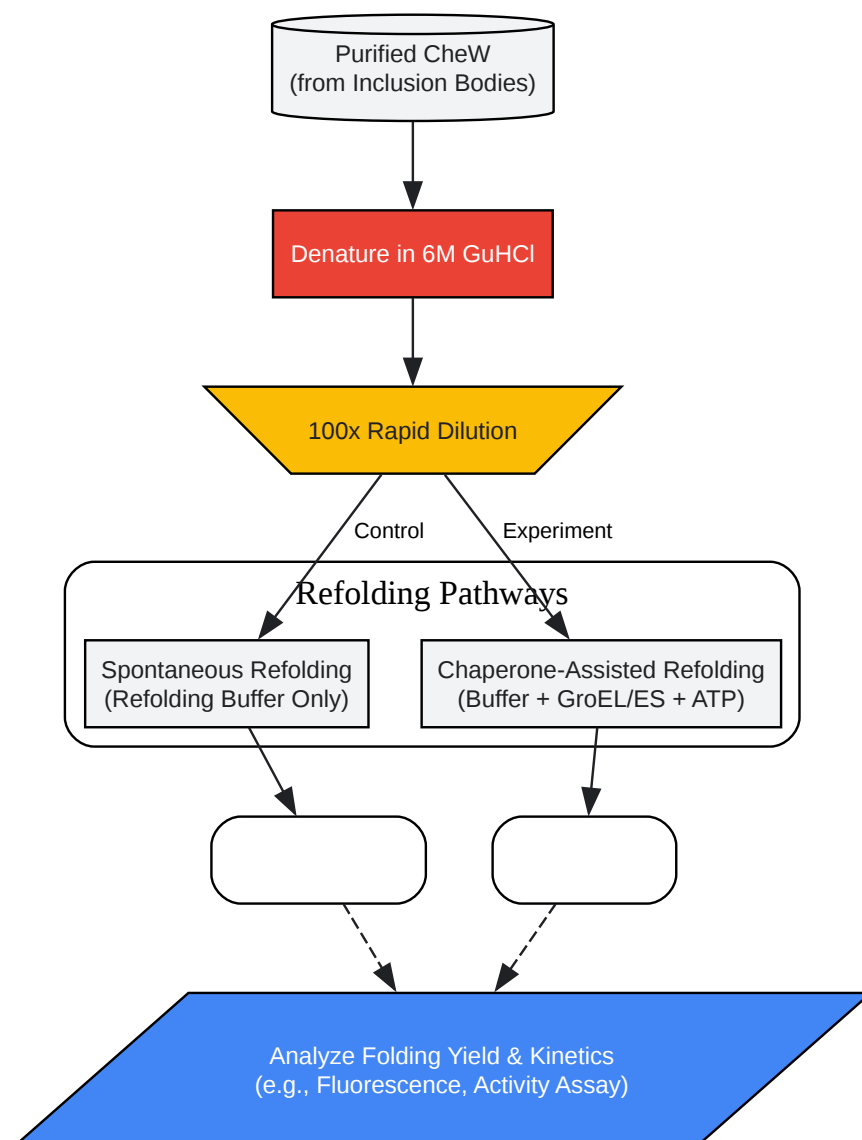 Purified CheW
(from Inclusion Bodies)
Denature in 6M GuHCl
100x Rapid Dilution
Control
Experiment
Refolding Pathways
Spontaneous Refolding
(Refolding Buffer Only)
Chaperone-Assisted Refolding
(Buffer + GroEL/ES + ATP)
Analyze Folding Yield & Kinetics
(e.g., Fluorescence, Activity Assay)